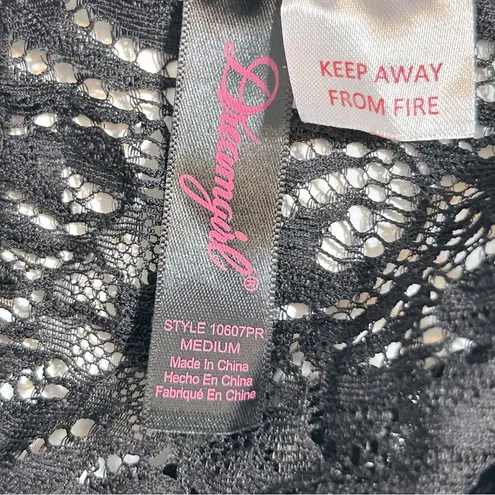 Dreamgirl®
STYLE 10607PR
MEDIUM
Made In China
Hecho En China
Fabriqué En Chine
KEEP AWAY
FROM FIRE